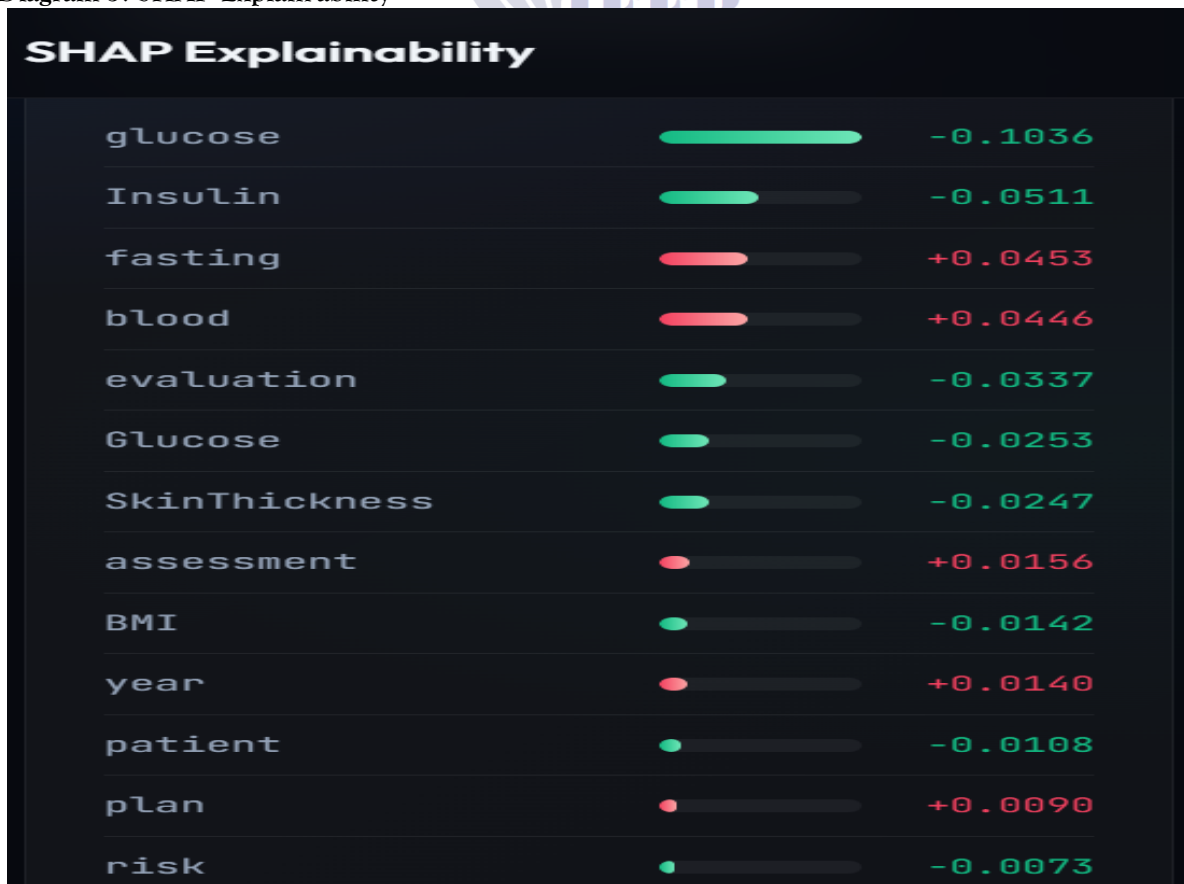 SHAP Explainability
glucose -0.1036
Insulin -0.0511
fasting +0.0453
blood +0.0446
evaluation -0.0337
Glucose -0.0253
SkinThickness -0.0247
assessment +0.0156
BMI -0.0142
year +0.0140
patient -0.0108
plan +0.0090
risk -0.0073